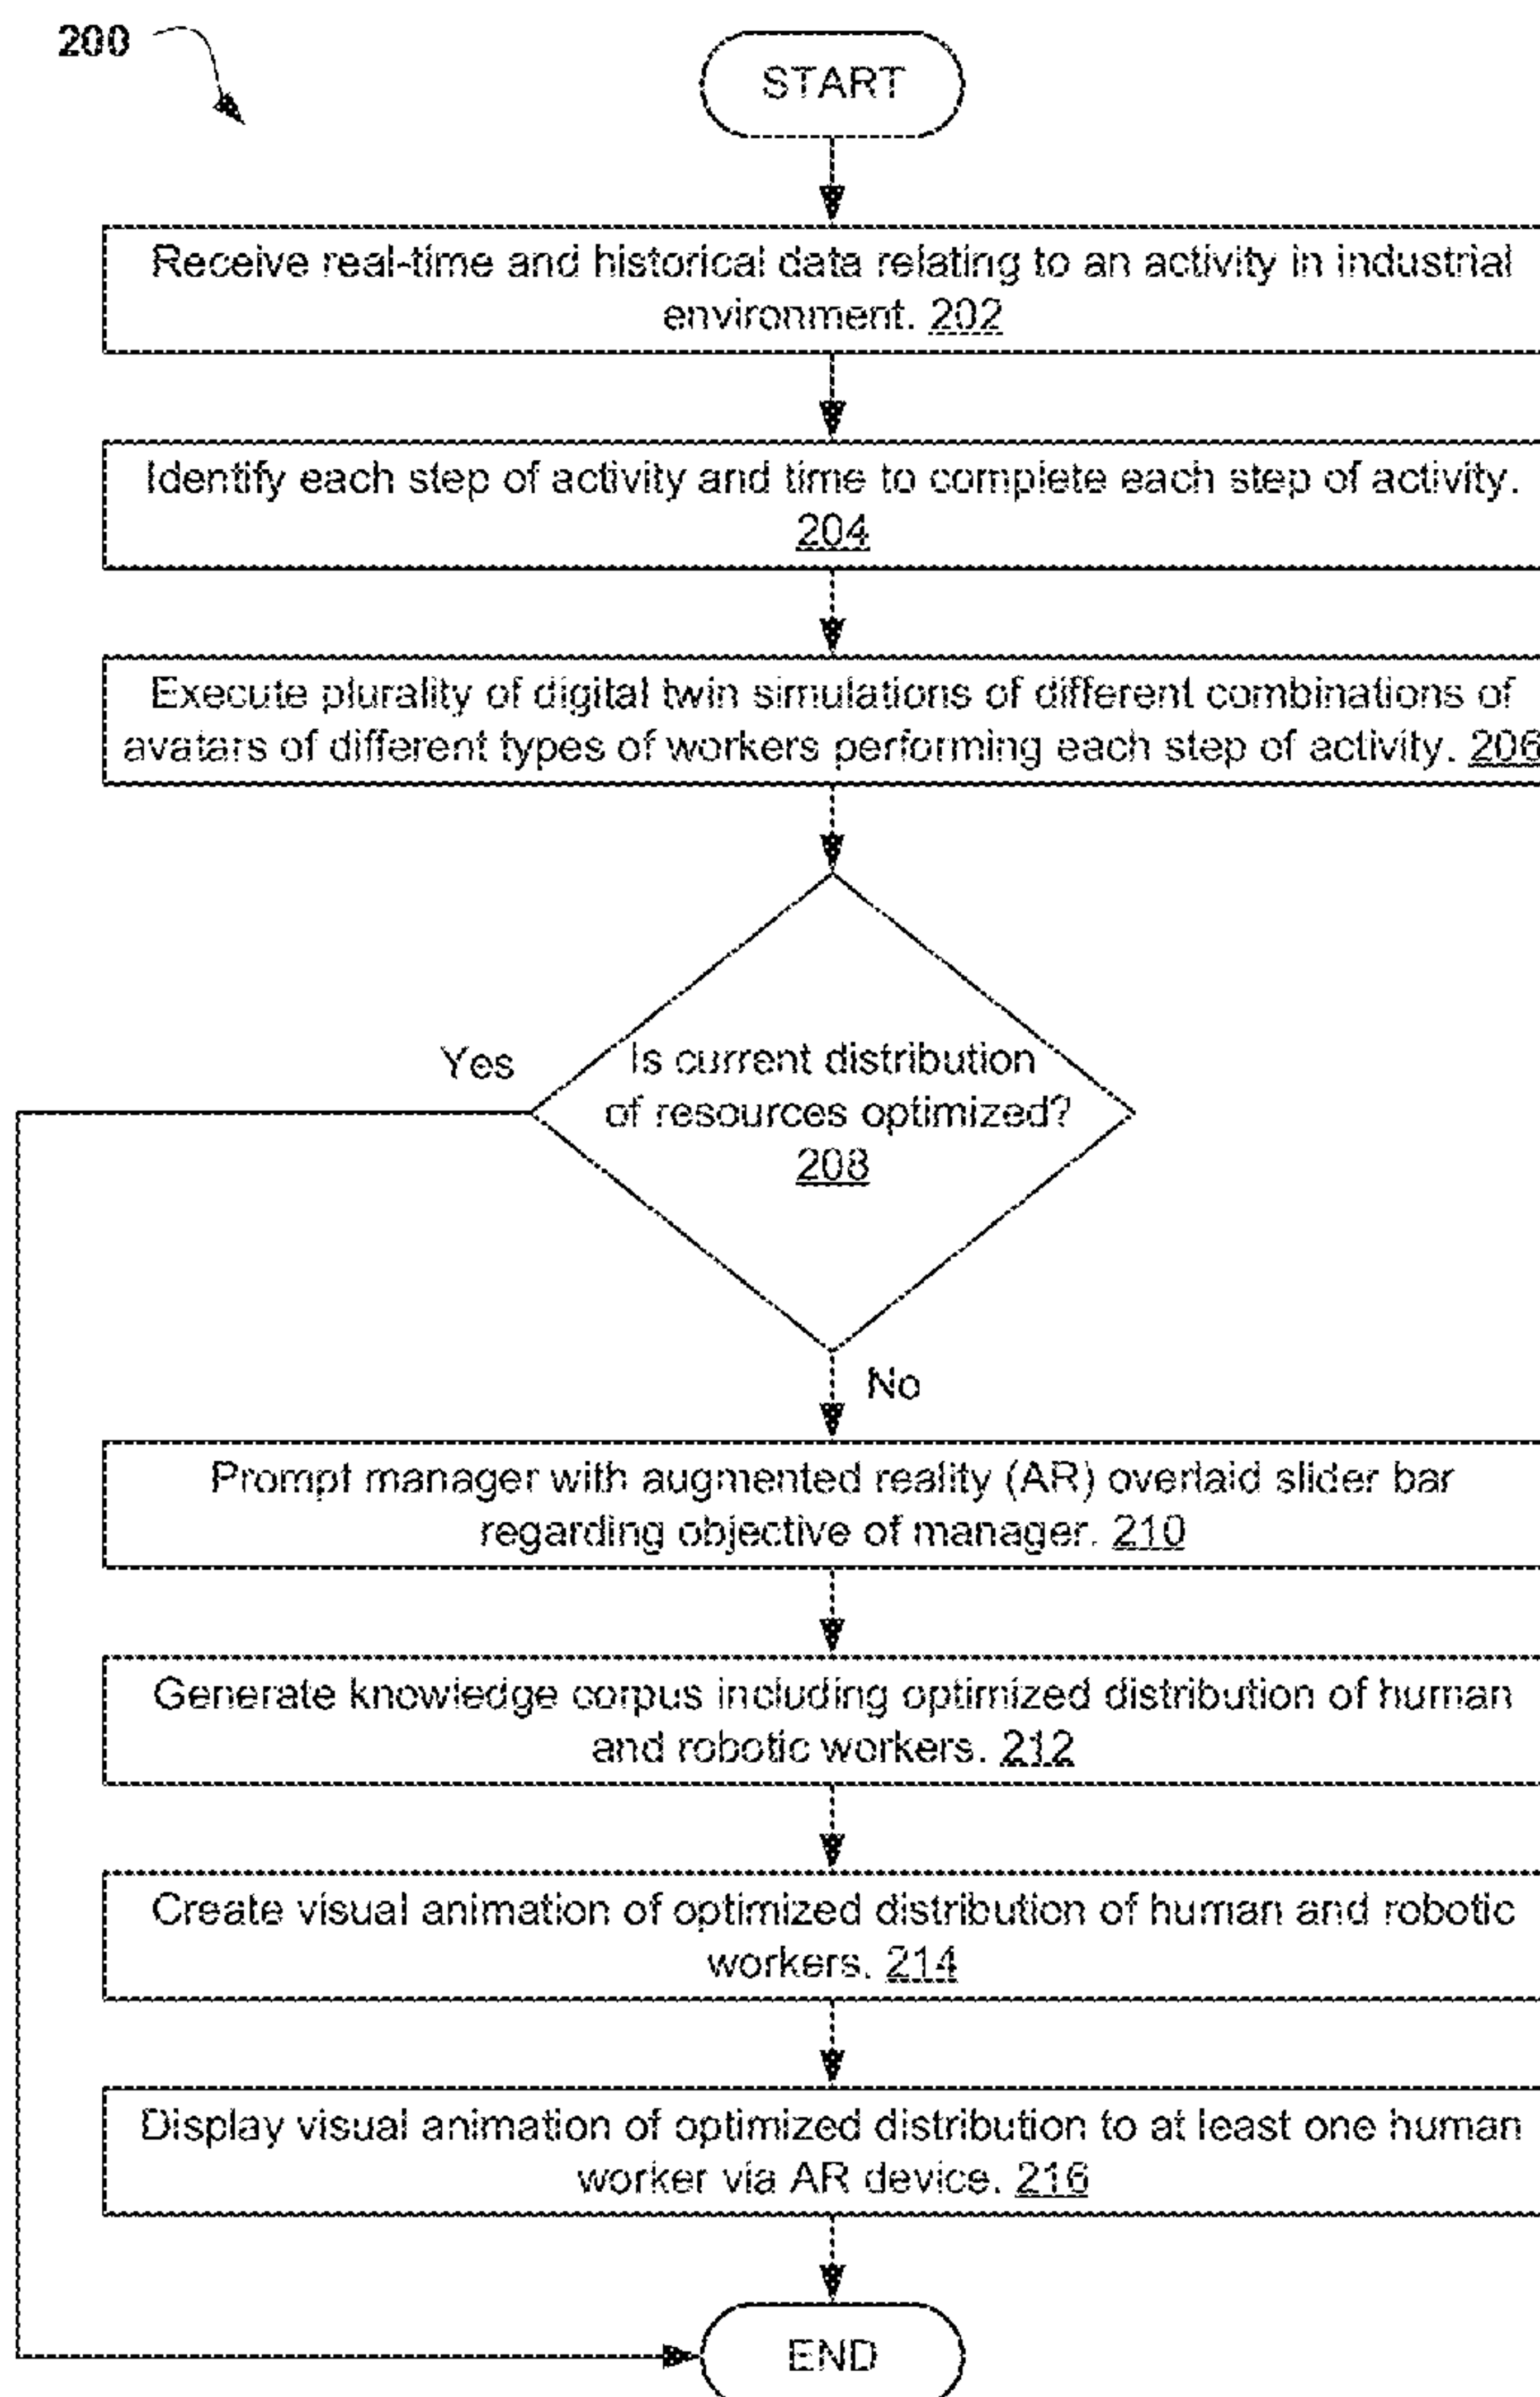 200
START
Receive real-time and historical data relating to an activity in industrial
environment. 202
Identify each step of activity and time to complete each step of activity.
204
Execute plurality of digital twin simulations of different combinations of
avatars of different types of workers performing each step of activity. 206
Yes
Is current distribution
of resources optimized?
208
No
Prompt manager with augmented reality (AR) overlaid slider bar
regarding objective of manager. 210
Generate knowledge corpus including optimized distribution of human
and robotic workers. 212
Create visual animation of optimized distribution of human and robotic
workers. 214
Display visual animation of optimized distribution to at least one human
worker via AR device. 216
END